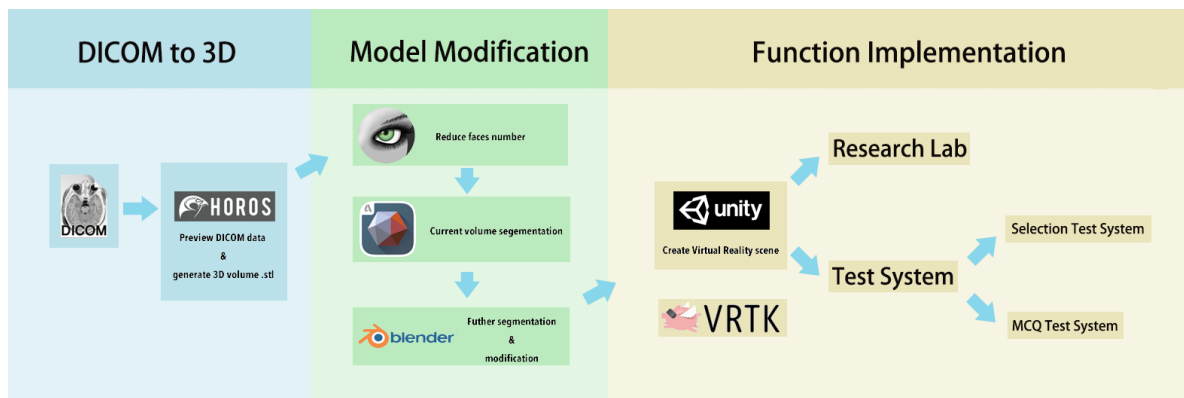 DICOM to 3D
Model Modification
Function Implementation
DICOM
HOROS
Preview DICOM data
&
generate 3D volume .stl
Reduce faces number
A
Current volume segementation
blender
Futher segmentation
&
modification
unity
Create Virtual Reality scene
VRTK
Research Lab
Test System
Selection Test System
MCQ Test System